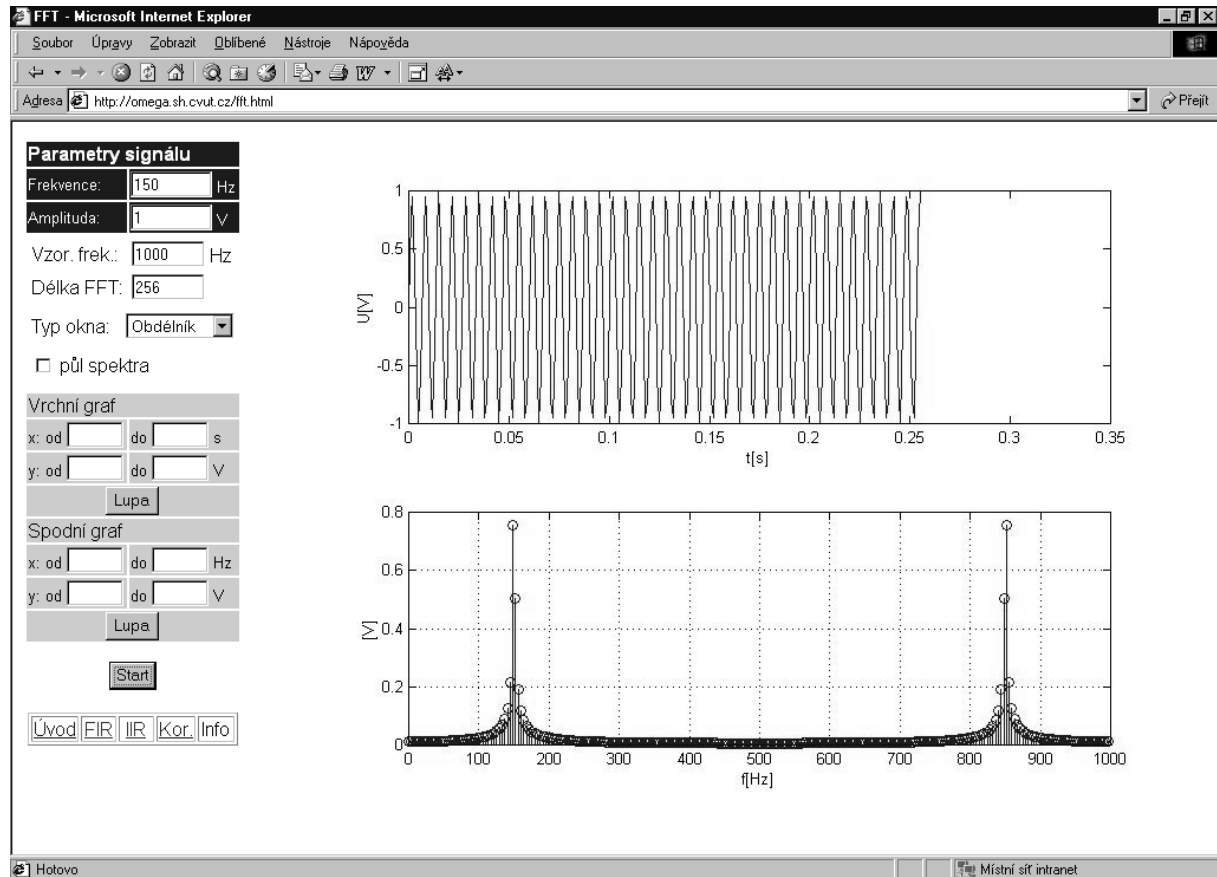 FFT - Microsoft Internet Explorer
Soubor Úpravy Zobrazit Oblíbené Nástroje Nápověda
Adresa http://omega.sh.cvut.cz/fft.html Přejít
Parametry signálu
Frekvence: 150 Hz
Amplituda: 1 V
Vzor. frek.: 1000 Hz
Délka FFT: 256
Typ okna: Obdélník
půl spektra
Vrchní graf
x: od do s
y: od do V
Lupa
Spodní graf
x: od do Hz
y: od do V
Lupa
Start
Úvod FIR IIR Kor. Info
1
0.5
0
-0.5
-1
U[V]
0 0.05 0.1 0.15 0.2 0.25 0.3 0.35
t[s]
0.8
0.6
0.4
0.2
0
[V]
0 100 200 300 400 500 600 700 800 900 1000
f[Hz]
Hotovo Místní síť intranet